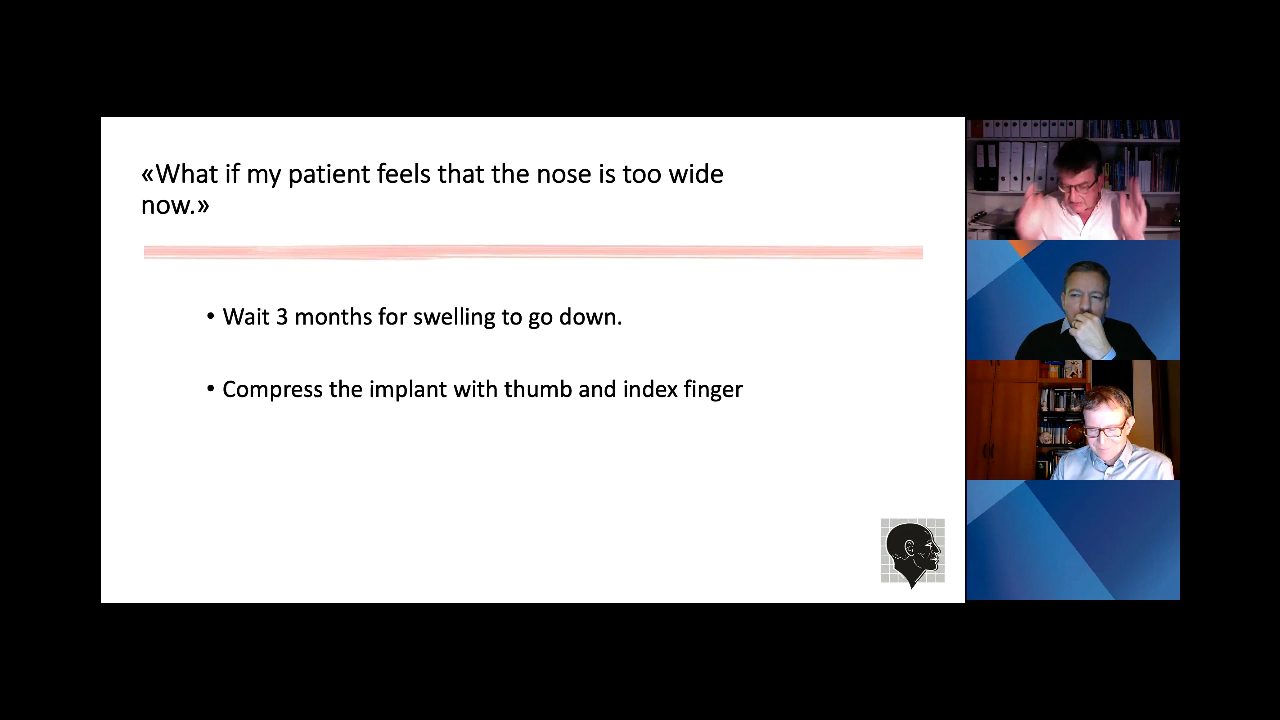 «What if my patient feels that the nose is too wide
now.»
• Wait 3 months for swelling to go down.
• Compress the implant with thumb and index finger